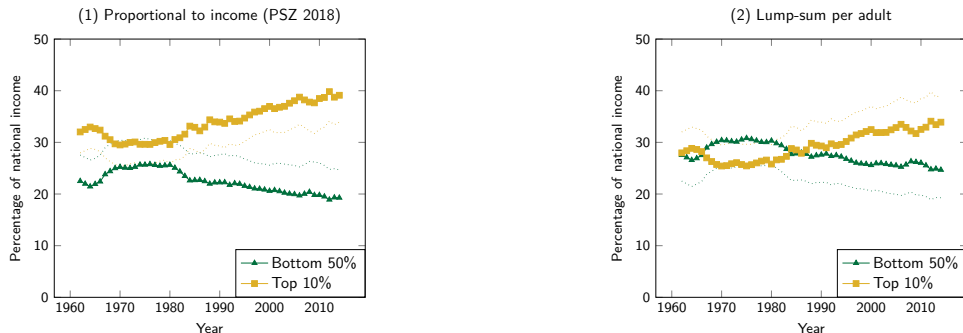 (1) Proportional to income (PSZ 2018)
Percentage of national income
50
40
30
20
10
0
1960 1970 1980 1990 2000 2010
Year
Bottom 50%
Top 10%
(2) Lump-sum per adult
Percentage of national income
50
40
30
20
10
0
1960 1970 1980 1990 2000 2010
Year
Bottom 50%
Top 10%